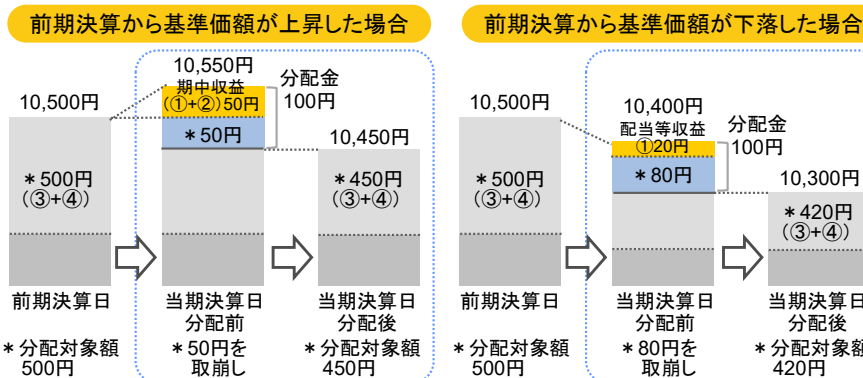 前期決算から基準価額が上昇した場合
10,500円
＊500円
(③+④)
前期決算日
＊分配対象額
500円
10,550円
期中収益
(①+②)50円
＊50円
分配金
100円
当期決算日
分配前
＊50円を
取崩し
10,450円
＊450円
(③+④)
当期決算日
分配後
＊分配対象額
450円
前期決算から基準価額が下落した場合
10,500円
＊500円
(③+④)
前期決算日
＊分配対象額
500円
10,400円
配当等収益
①20円
＊80円
分配金
100円
当期決算日
分配前
＊80円を
取崩し
10,300円
＊420円
(③+④)
当期決算日
分配後
＊分配対象額
420円